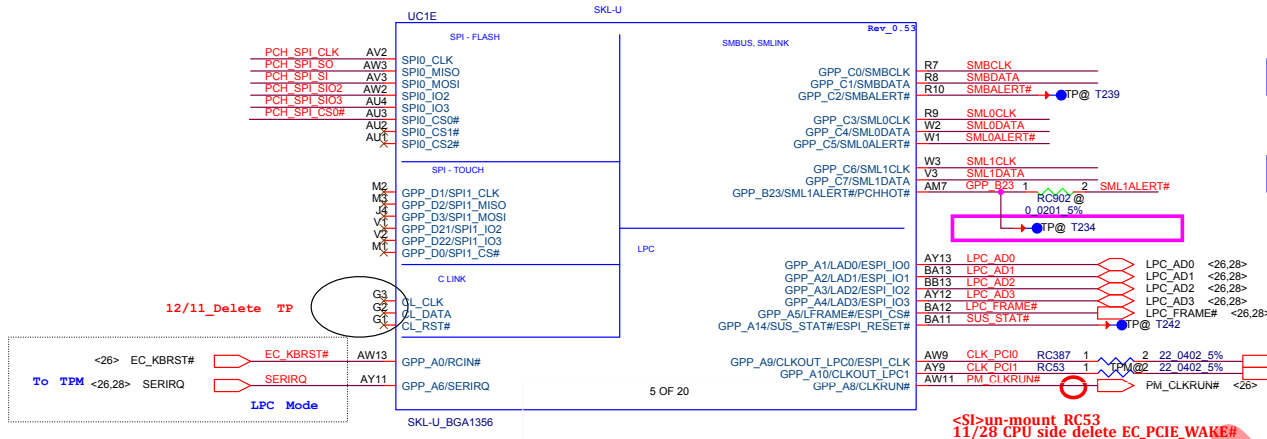 UC1E
SKL-U
Rev_0.53
SPI - FLASH
SMBUS, SMLINK
PCH_SPI_CLK AV2 SPI0_CLK
PCH_SPI_SO AW3 SPI0_MISO
PCH_SPI_SI AV3 SPI0_MOSI
PCH_SPI_SIO2 AW2 SPI0_IO2
PCH_SPI_SIO3 AU4 SPI0_IO3
PCH_SPI_CS0# AU3 SPI0_CS0#
AU2 SPI0_CS1#
AU1 SPI0_CS2#
GPP_C0/SMBCLK R7 SMBCLK
GPP_C1/SMBDATA R8 SMBDATA
GPP_C2/SMBALERT# R10 SMBALERT# TP@ T239
GPP_C3/SML0CLK R9 SML0CLK
GPP_C4/SML0DATA W2 SML0DATA
GPP_C5/SML0ALERT# W1 SML0ALERT#
GPP_C6/SML1CLK W3 SML1CLK
GPP_C7/SML1DATA V3 SML1DATA
GPP_B23/SML1ALERT#/PCHHOT# AM7 GPP_B23 1 2 SML1ALERT#
RC902 @
0_0201_5%
TP@ T234
SPI - TOUCH
M2 GPP_D1/SPI1_CLK
M3 GPP_D2/SPI1_MISO
J4 GPP_D3/SPI1_MOSI
V1 GPP_D21/SPI1_IO2
V2 GPP_D22/SPI1_IO3
M1 GPP_D0/SPI1_CS#
LPC
C LINK
12/11_Delete TP
G3 CL_CLK
G2 CL_DATA
G1 CL_RST#
GPP_A1/LAD0/ESPI_IO0 AY13 LPC_AD0 LPC_AD0 <26,28>
GPP_A2/LAD1/ESPI_IO1 BA13 LPC_AD1 LPC_AD1 <26,28>
GPP_A3/LAD2/ESPI_IO2 BB13 LPC_AD2 LPC_AD2 <26,28>
GPP_A4/LAD3/ESPI_IO3 AY12 LPC_AD3 LPC_AD3 <26,28>
GPP_A5/LFRAME#/ESPI_CS# BA12 LPC_FRAME# LPC_FRAME# <26,28>
GPP_A14/SUS_STAT#/ESPI_RESET# BA11 SUS_STAT# TP@ T242
<26> EC_KBRST# EC_KBRST# AW13 GPP_A0/RCIN#
To TPM <26,28> SERIRQ SERIRQ AY11 GPP_A6/SERIRQ
LPC Mode
GPP_A9/CLKOUT_LPC0/ESPI_CLK AW9 CLK_PCI0 RC387 1 2 22_0402_5%
GPP_A10/CLKOUT_LPC1 AY9 CLK_PCI1 RC53 1 TPM@2 22_0402_5%
GPP_A8/CLKRUN# AW11 PM_CLKRUN# PM_CLKRUN# <26>
5 OF 20
SKL-U_BGA1356
<SI>un-mount RC53
11/28 CPU side delete EC_PCIE_WAKE#